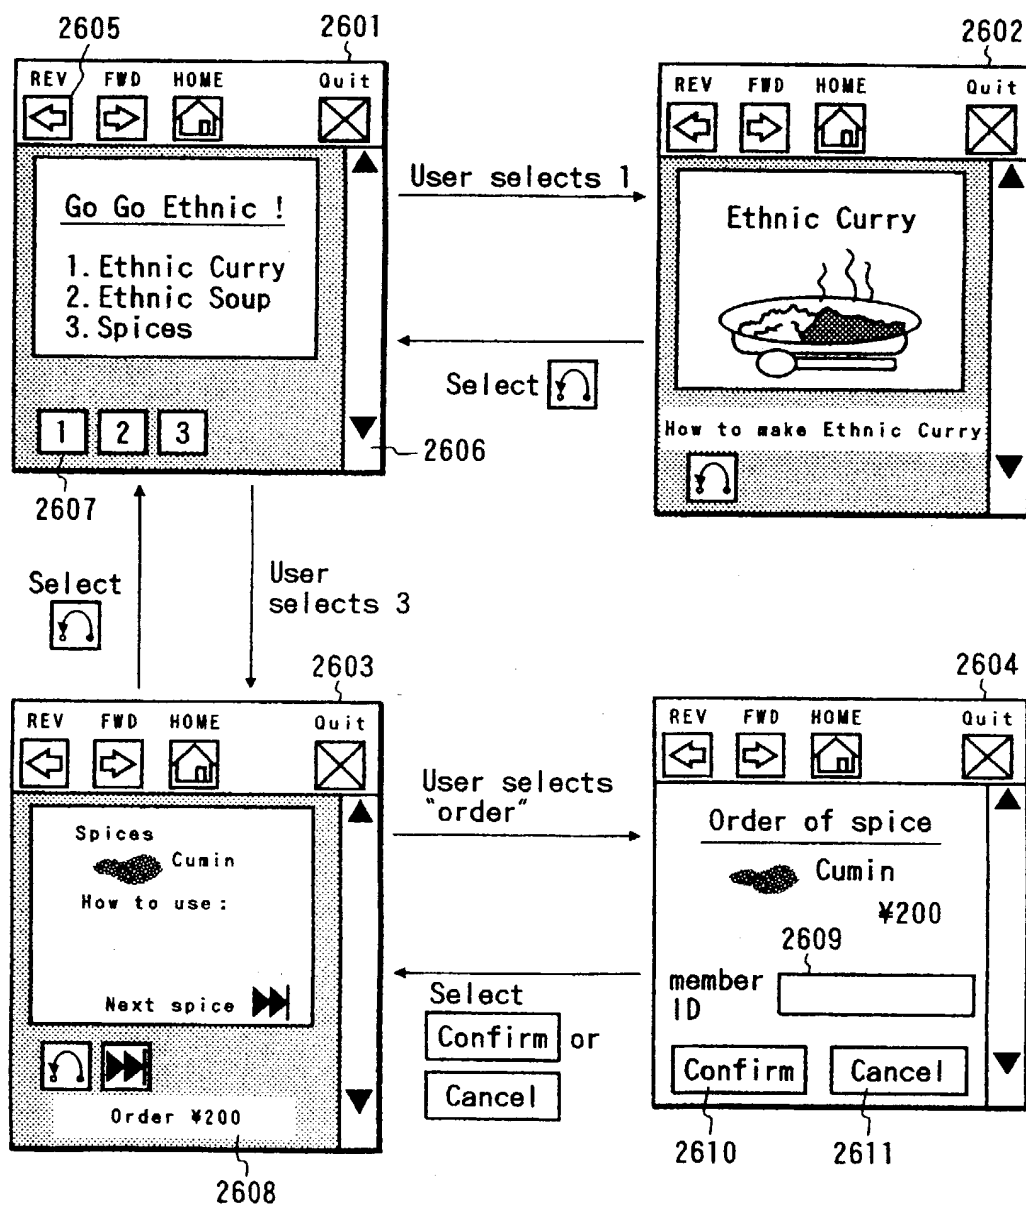 2605
2601
2602
REV FWD HOME Quit
REV FWD HOME Quit
Go Go Ethnic !
1. Ethnic Curry
2. Ethnic Soup
3. Spices
1 2 3
2606
2607
User selects 1
Select
Ethnic Curry
How to make Ethnic Curry
Select
User
selects 3
2603
2604
REV FWD HOME Quit
REV FWD HOME Quit
Spices
Cumin
How to use :
Next spice
Order ¥200
2608
User selects
"order"
Select
Confirm or
Cancel
Order of spice
Cumin
¥200
2609
member
ID
Confirm Cancel
2610 2611